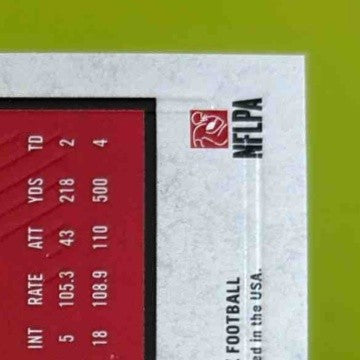 INT RATE ATT YDS TD
5 105.3 43 218 2
18 108.9 110 500 4
FOOTBALL
d in the USA.
NFLPA